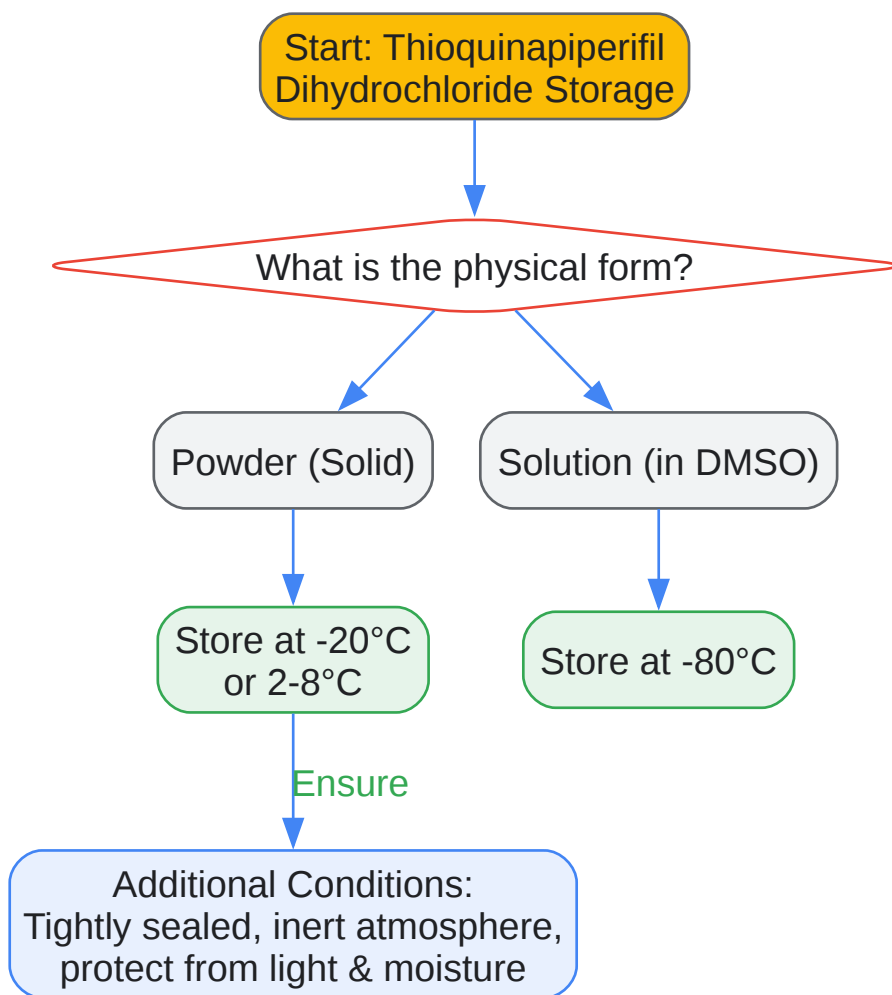 Start: Thioquinapiperifil
Dihydrochloride Storage
What is the physical form?
Powder (Solid)
Solution (in DMSO)
Store at -20°C
or 2-8°C
Store at -80°C
Ensure
Additional Conditions:
Tightly sealed, inert atmosphere,
protect from light & moisture